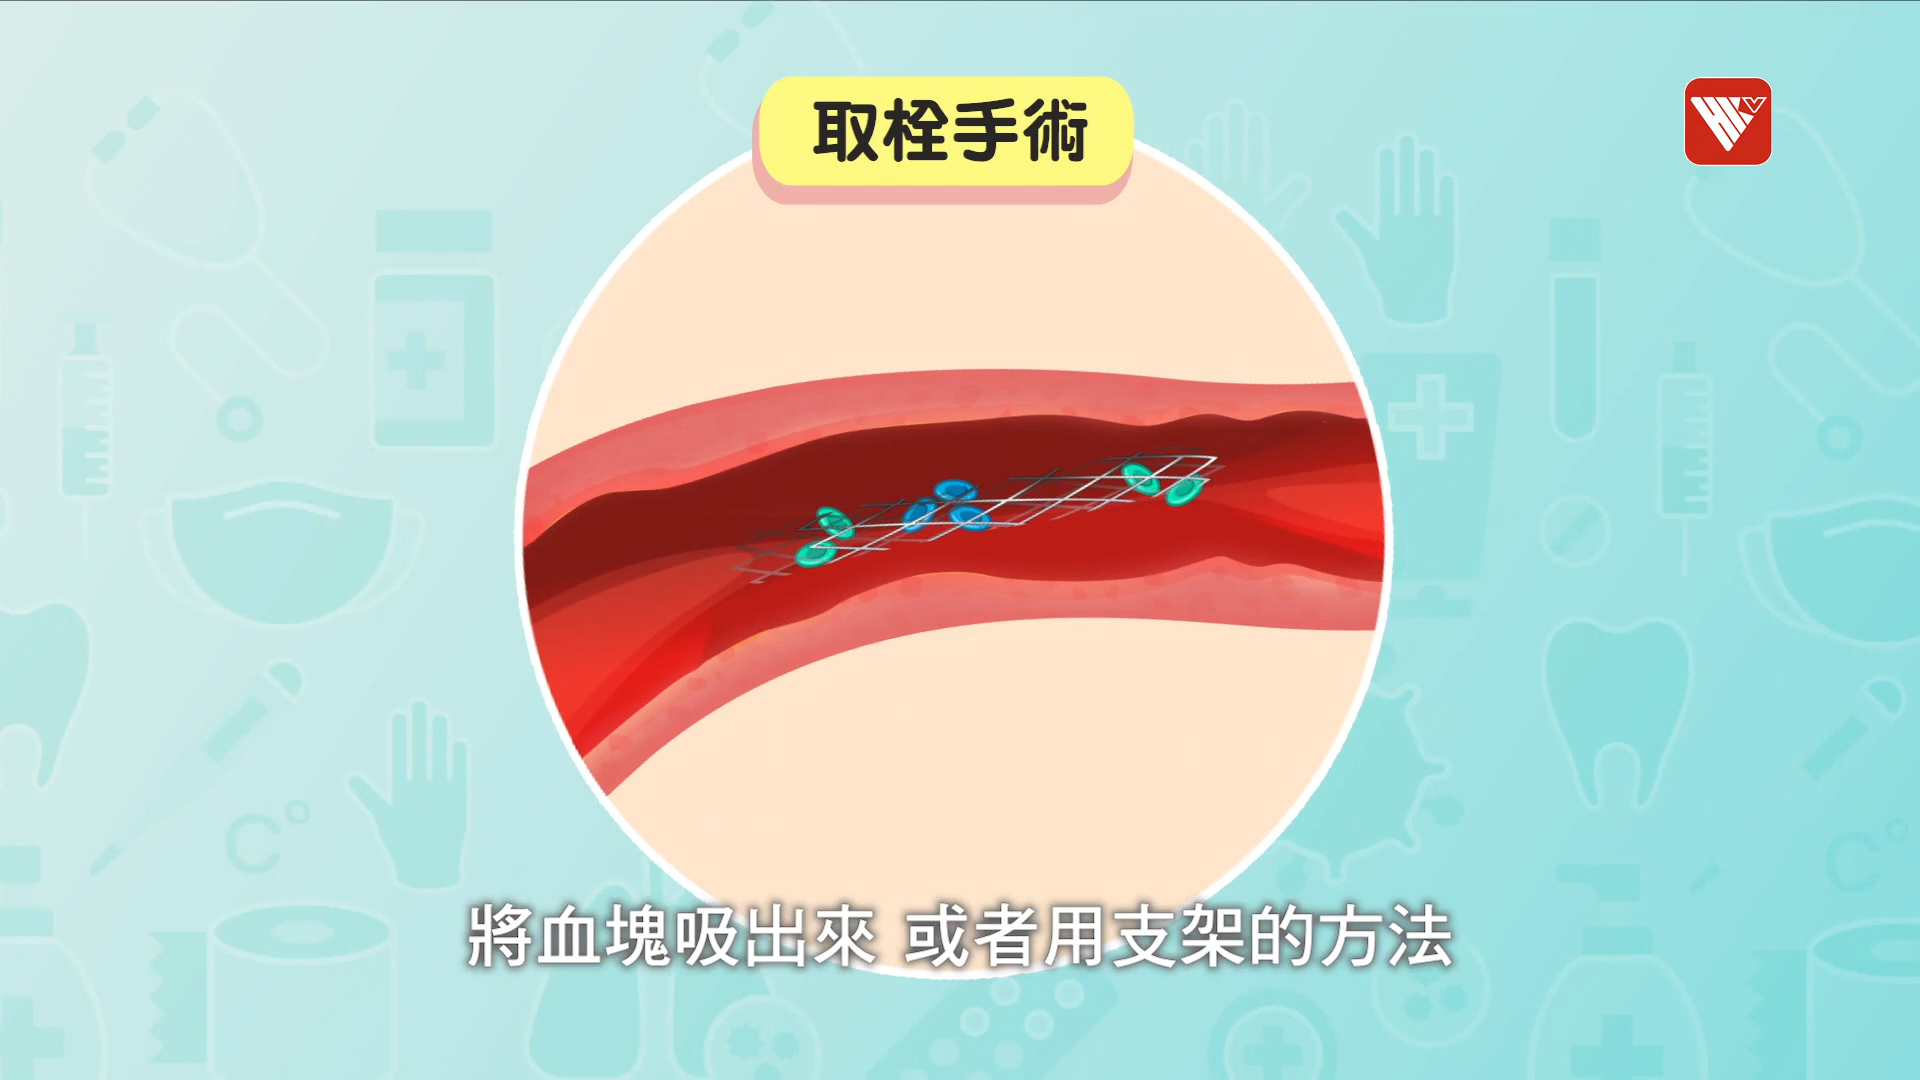 取栓手術
將血塊吸出來 或者用支架的方法